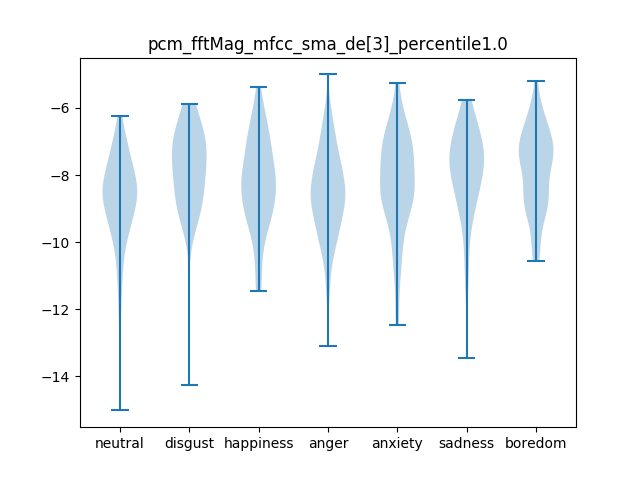 pcm_fftMag_mfcc_sma_de[3]_percentile1.0
−6
−8
−10
−12
−14
neutral disgust happiness anger anxiety sadness boredom